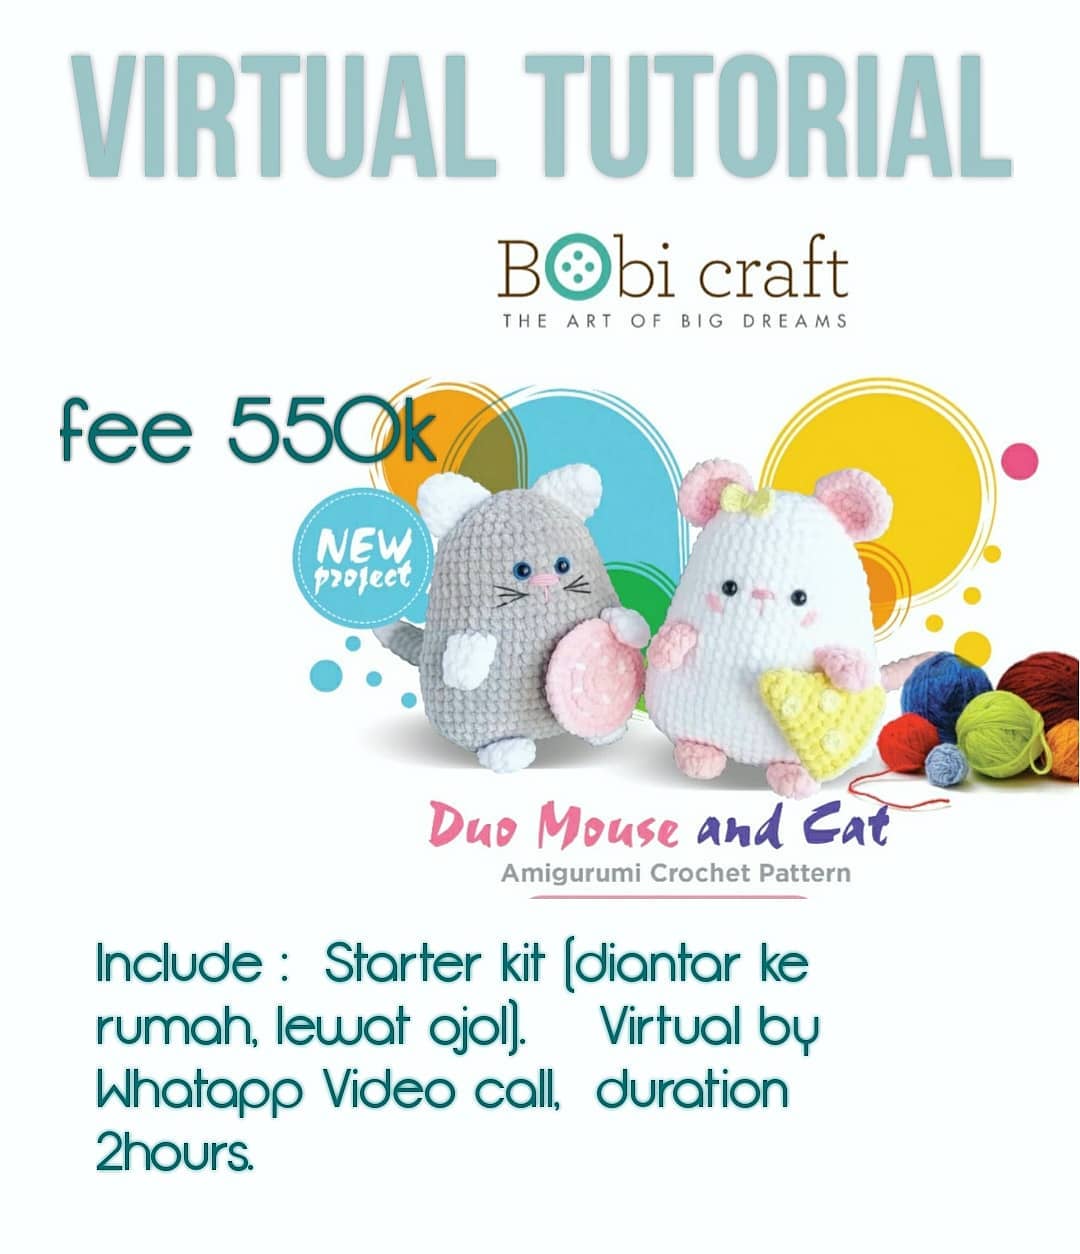 VIRTUAL TUTORIAL
BObi craft
THE ART OF BIG DREAMS
fee 550k
NEW
project
Duo Mouse and Cat
Amigurumi Crochet Pattern
Include : Starter kit (diantar ke
rumah, lewat ojol). Virtual by
Whatapp Video call, duration
2hours.